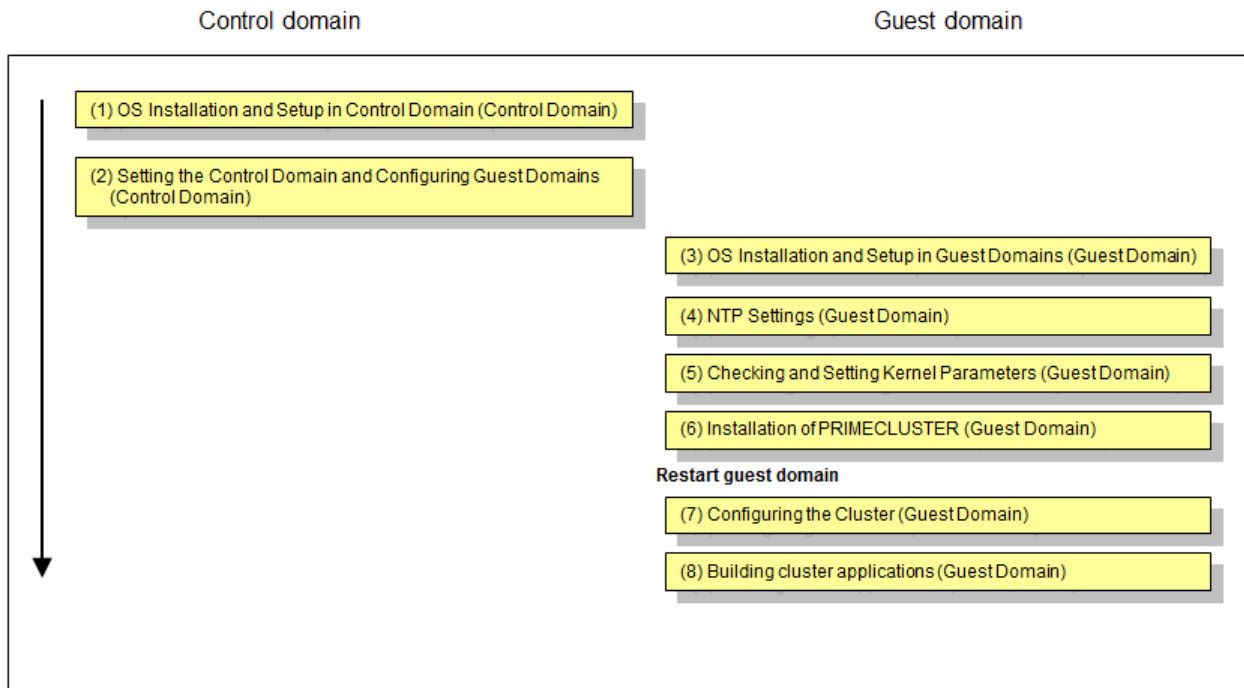 Control domain
Guest domain
(1) OS Installation and Setup in Control Domain (Control Domain)
(2) Setting the Control Domain and Configuring Guest Domains
(Control Domain)
(3) OS Installation and Setup in Guest Domains (Guest Domain)
(4) NTP Settings (Guest Domain)
(5) Checking and Setting Kernel Parameters (Guest Domain)
(6) Installation of PRIMECLUSTER (Guest Domain)
Restart guest domain
(7) Configuring the Cluster (Guest Domain)
(8) Building cluster applications (Guest Domain)